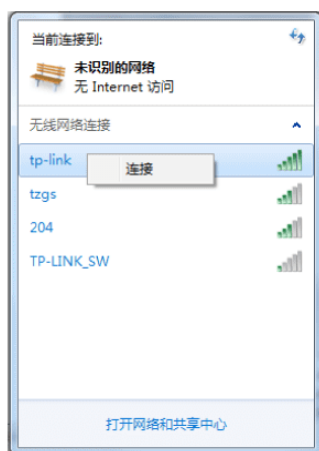 当前连接到:
未识别的网络
无 Internet 访问
无线网络连接
tp-link
连接
tzgs
204
TP-LINK_SW
打开网络和共享中心